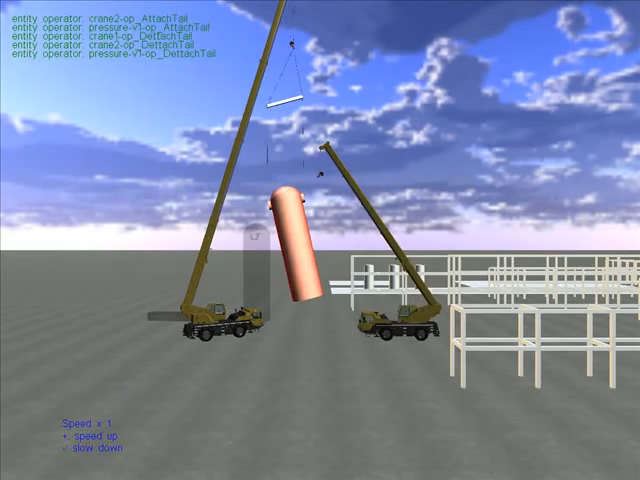 entity operator: crane2-op_AttachTail
entity operator: pressure-v1-op_AttachTail
entity operator: crane1-op_DettachTail
entity operator: crane2-op_DettachTail
entity operator: pressure-v1-op_DettachTail
Speed x 1
+: speed up
-: slow down